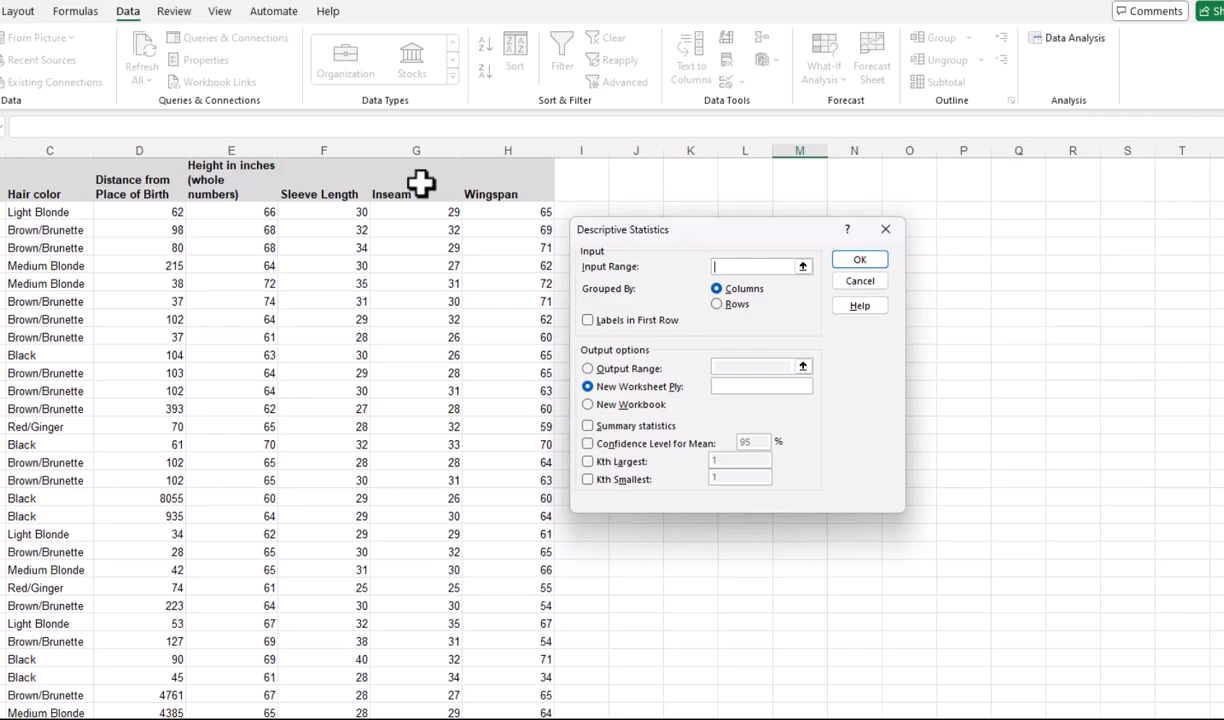 Layout Formulas Data Review View Automate Help Comments Sh
From Picture Queries & Connections Clear Group Data Analysis
Recent Sources Properties Reapply Ungroup
Existing Connections Refresh All Workbook Links Organization Stocks Sort Filter Advanced Text to Columns What-If Analysis Forecast Sheet Subtotal
Data Queries & Connections Data Types Sort & Filter Data Tools Forecast Outline Analysis
C D E F G H I J K L M N O P Q R S T
Hair color Distance from Place of Birth Height in inches (whole numbers) Sleeve Length Inseam Wingspan
Light Blonde 62 66 30 29 65
Brown/Brunette 98 68 32 32 69
Brown/Brunette 80 68 34 29 71
Medium Blonde 215 64 30 27 62
Medium Blonde 38 72 35 31 72
Brown/Brunette 37 74 31 30 71
Brown/Brunette 102 64 29 32 62
Brown/Brunette 37 61 28 26 60
Black 104 63 30 26 65
Brown/Brunette 103 64 29 28 65
Brown/Brunette 102 64 30 31 63
Brown/Brunette 393 62 27 28 60
Red/Ginger 70 65 28 32 59
Black 61 70 32 33 70
Brown/Brunette 102 65 28 28 64
Brown/Brunette 102 65 30 31 63
Black 8055 60 29 26 60
Black 935 64 29 30 64
Light Blonde 34 62 29 29 61
Brown/Brunette 28 65 30 32 65
Medium Blonde 42 65 31 30 66
Red/Ginger 74 61 25 25 55
Brown/Brunette 223 64 30 30 54
Light Blonde 53 67 32 35 67
Brown/Brunette 127 69 38 31 54
Black 90 69 40 32 71
Black 45 61 28 34 34
Brown/Brunette 4761 67 28 27 65
Medium Blonde 4385 65 28 29 64
Descriptive Statistics ?
Input
Input Range: OK
Grouped By: Columns Cancel
Rows Help
Labels in First Row
Output options
Output Range:
New Worksheet Ply:
New Workbook
Summary statistics
Confidence Level for Mean: 95 %
Kth Largest: 1
Kth Smallest: 1